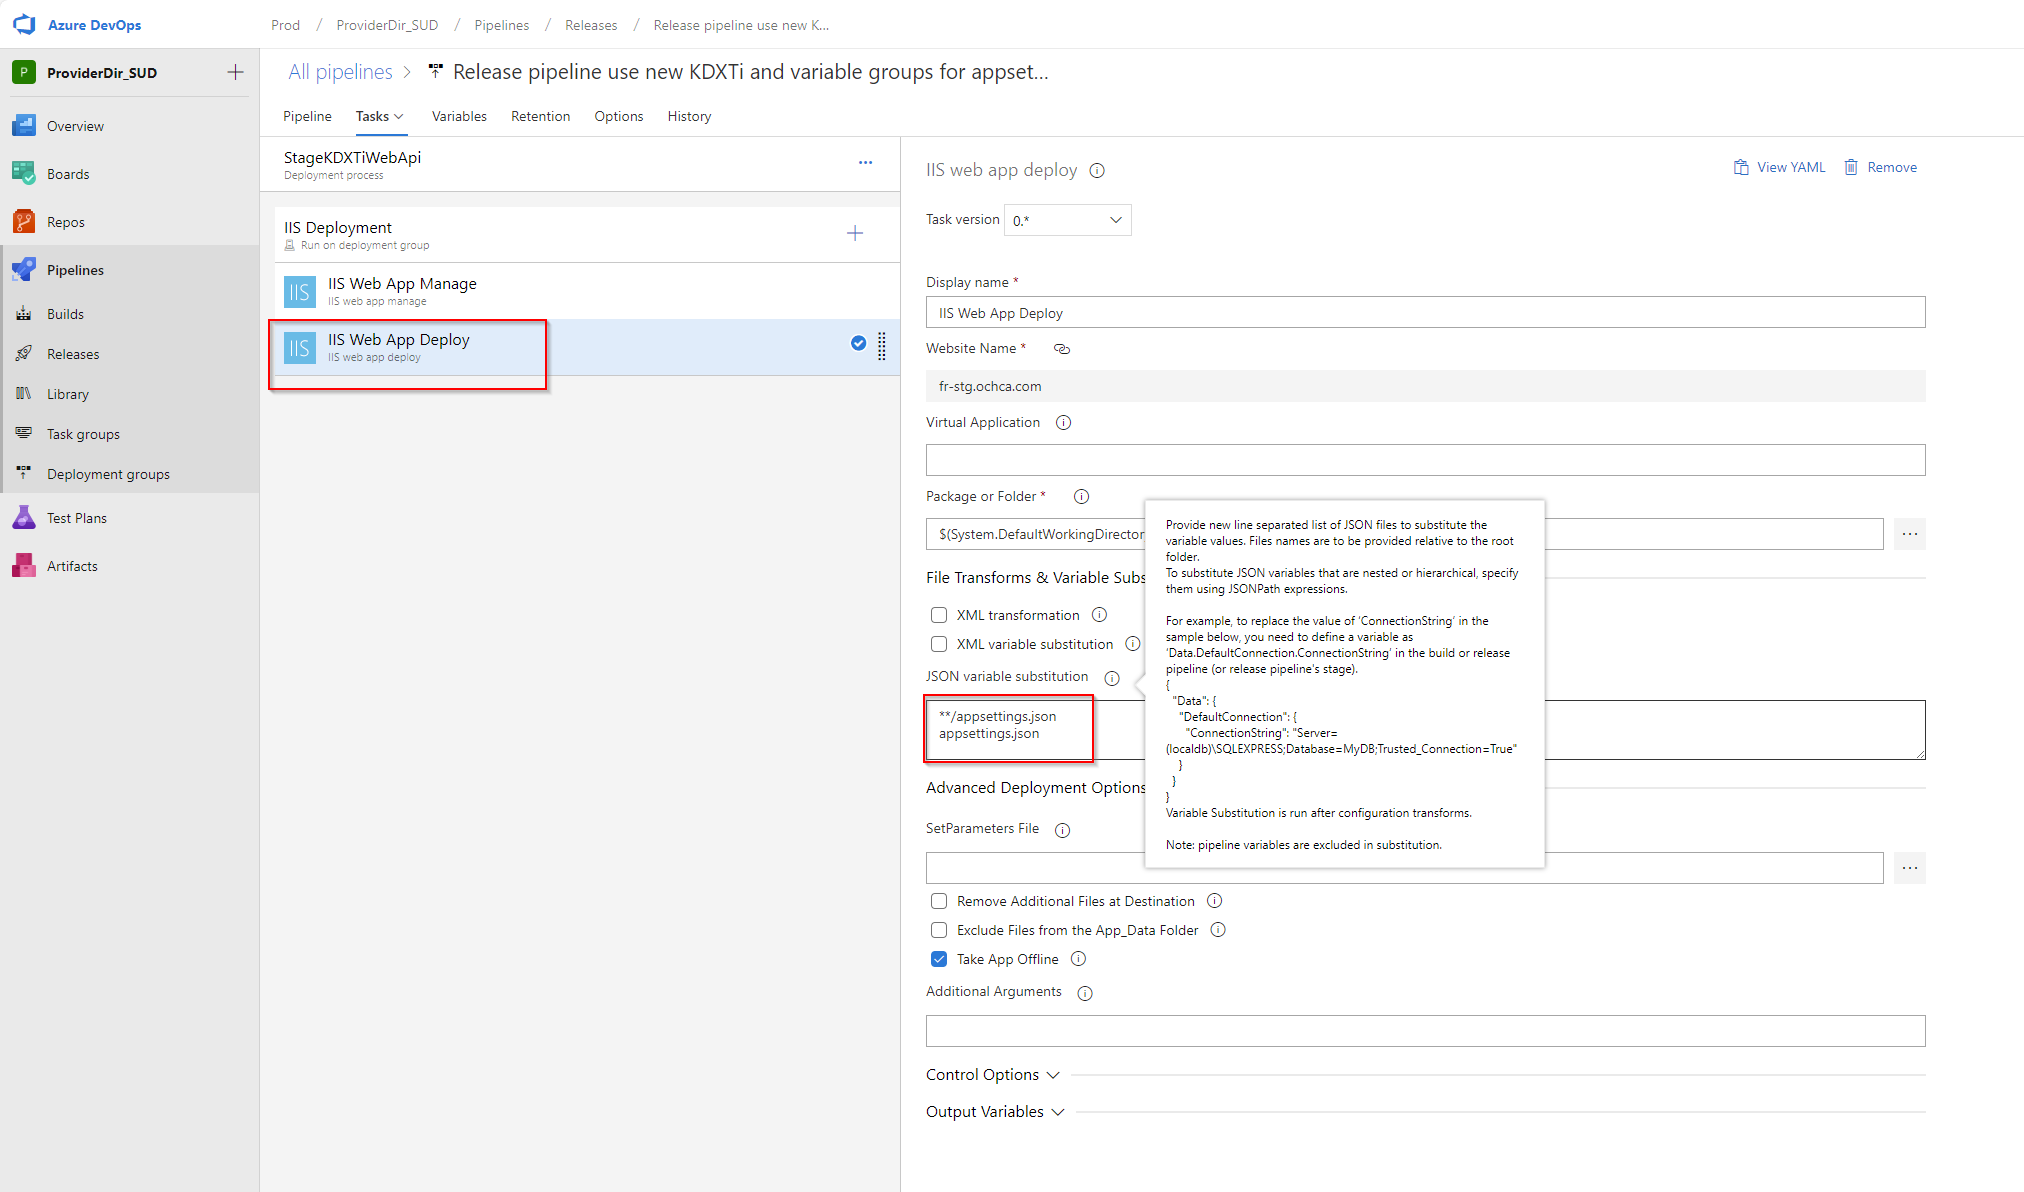 Azure DevOps
Prod / ProviderDir_SUD / Pipelines / Releases / Release pipeline use new K...
P ProviderDir_SUD
Overview
Boards
Repos
Pipelines
Builds
Releases
Library
Task groups
Deployment groups
Test Plans
Artifacts
All pipelines > Release pipeline use new KDXTi and variable groups for appset...
Pipeline Tasks Variables Retention Options History
StageKDXTiWebApi
Deployment process
IIS Deployment
Run on deployment group
IIS
IIS Web App Manage
IIS web app manage
IIS
IIS Web App Deploy
IIS web app deploy
IIS web app deploy
View YAML Remove
Task version 0.*
Display name *
IIS Web App Deploy
Website Name *
fr-stg.ochca.com
Virtual Application
Package or Folder *
$(System.DefaultWorkingDirector
File Transforms & Variable Subs
XML transformation
XML variable substitution
JSON variable substitution
**/appsettings.json
appsettings.json
Provide new line separated list of JSON files to substitute the
variable values. Files names are to be provided relative to the root
folder.
To substitute JSON variables that are nested or hierarchical, specify
them using JSONPath expressions.
For example, to replace the value of 'ConnectionString' in the
sample below, you need to define a variable as
'Data.DefaultConnection.ConnectionString' in the build or release
pipeline (or release pipeline's stage).
{
"Data": {
"DefaultConnection": {
"ConnectionString": "Server=
(localdb)\SQLEXPRESS;Database=MyDB;Trusted_Connection=True"
}
}
}
Variable Substitution is run after configuration transforms.
Note: pipeline variables are excluded in substitution.
Advanced Deployment Options
SetParameters File
Remove Additional Files at Destination
Exclude Files from the App_Data Folder
Take App Offline
Additional Arguments
Control Options
Output Variables